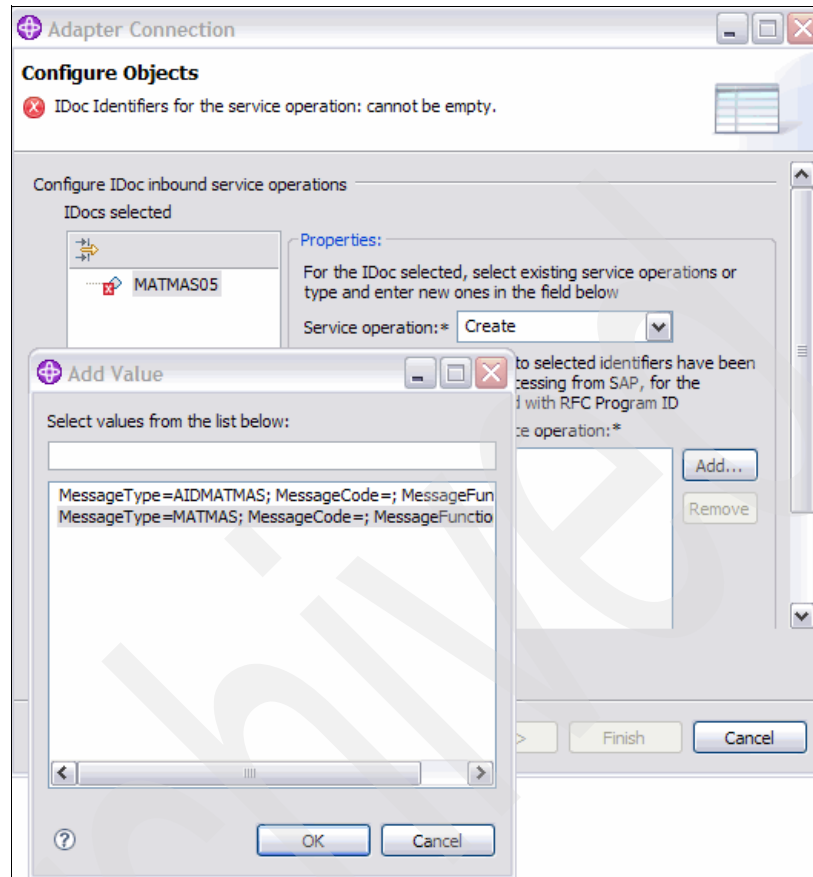 Adapter Connection
Configure Objects
IDoc Identifiers for the service operation: cannot be empty.
Configure IDoc inbound service operations
IDocs selected
MATMAS05
Properties:
For the IDoc selected, select existing service operations or
type and enter new ones in the field below
Service operation:* Create
to selected identifiers have been
cessing from SAP, for the
d with RFC Program ID
ce operation:*
Add...
Remove
> Finish Cancel
Add Value
Select values from the list below:
MessageType=AIDMATMAS; MessageCode=; MessageFun
MessageType=MATMAS; MessageCode=; MessageFunctio
OK Cancel